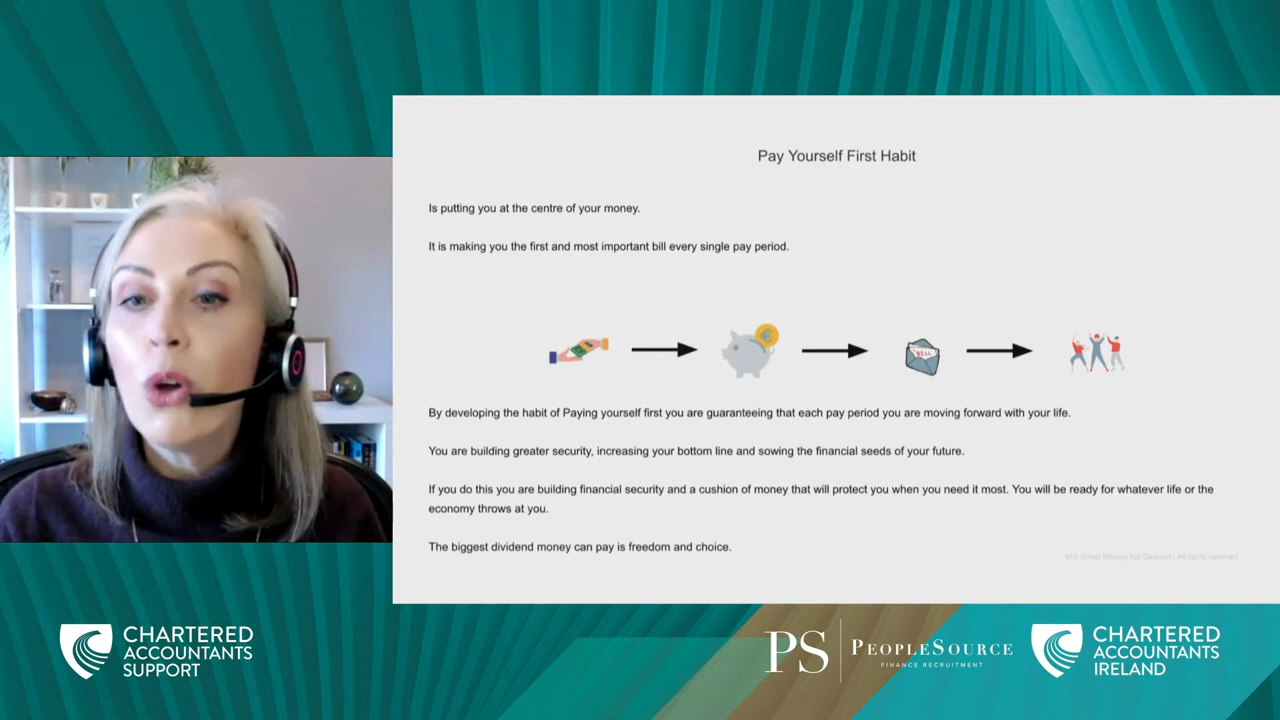 Pay Yourself First Habit
Is putting you at the centre of your money.
It is making you the first and most important bill every single pay period.
€
BILL
By developing the habit of Paying yourself first you are guaranteeing that each pay period you are moving forward with your life.
You are building greater security, increasing your bottom line and sowing the financial seeds of your future.
If you do this you are building financial security and a cushion of money that will protect you when you need it most. You will be ready for whatever life or the
economy throws at you.
The biggest dividend money can pay is freedom and choice.
All rights reserved
CHARTERED
ACCOUNTANTS
SUPPORT
PS
PEOPLESOURCE
FINANCE RECRUITMENT
CHARTERED
ACCOUNTANTS
IRELAND